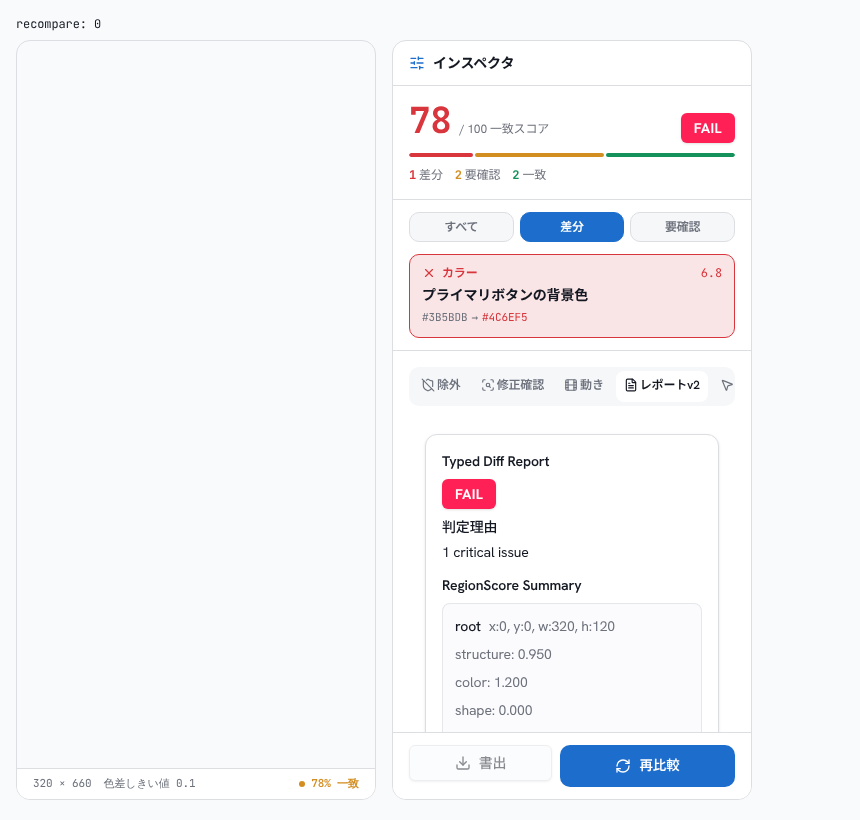 recompare: 0
インスペクタ
78 / 100 一致スコア
FAIL
1 差分 2 要確認 2 一致
すべて 差分 要確認
カラー 6.8
プライマリボタンの背景色
#3B5BDB → #4C6EF5
除外 修正確認 動き レポートv2
Typed Diff Report
FAIL
判定理由
1 critical issue
RegionScore Summary
root x:0, y:0, w:320, h:120
structure: 0.950
color: 1.200
shape: 0.000
320 × 660 色差しきい値 0.1 78% 一致
書出 再比較